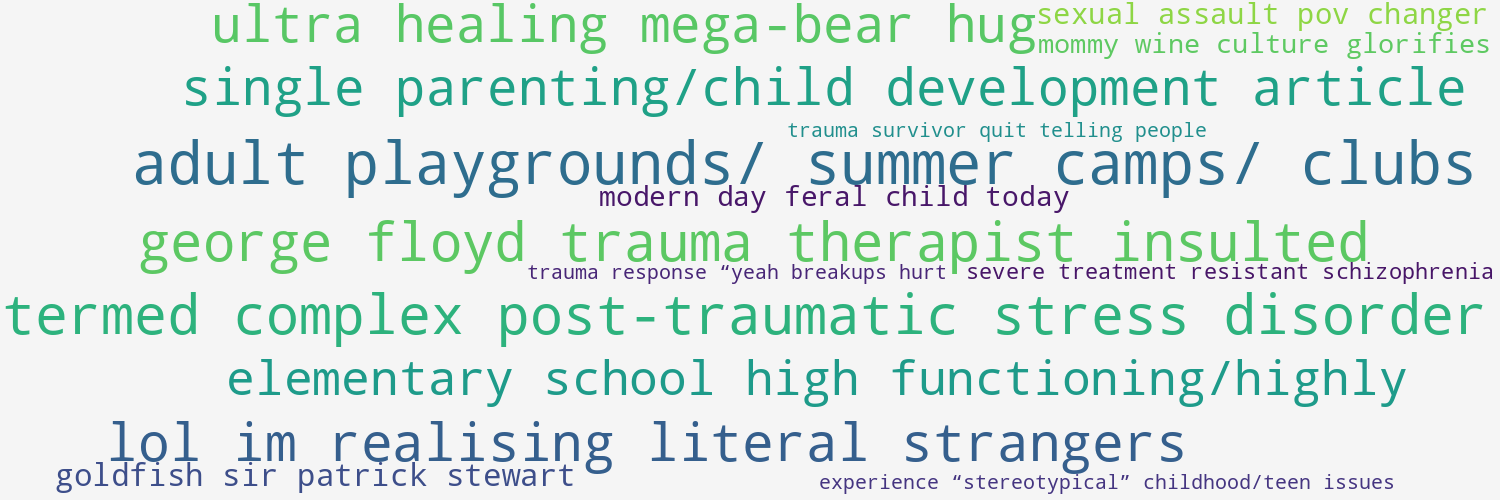 ultra healing mega-bear hug
sexual assault pov changer
mommy wine culture glorifies
single parenting/child development article
trauma survivor quit telling people
adult playgrounds/ summer camps/ clubs
modern day feral child today
george floyd trauma therapist insulted
trauma response “yeah breakups hurt
severe treatment resistant schizophrenia
termed complex post-traumatic stress disorder
elementary school high functioning/highly
lol im realising literal strangers
goldfish sir patrick stewart
experience “stereotypical” childhood/teen issues